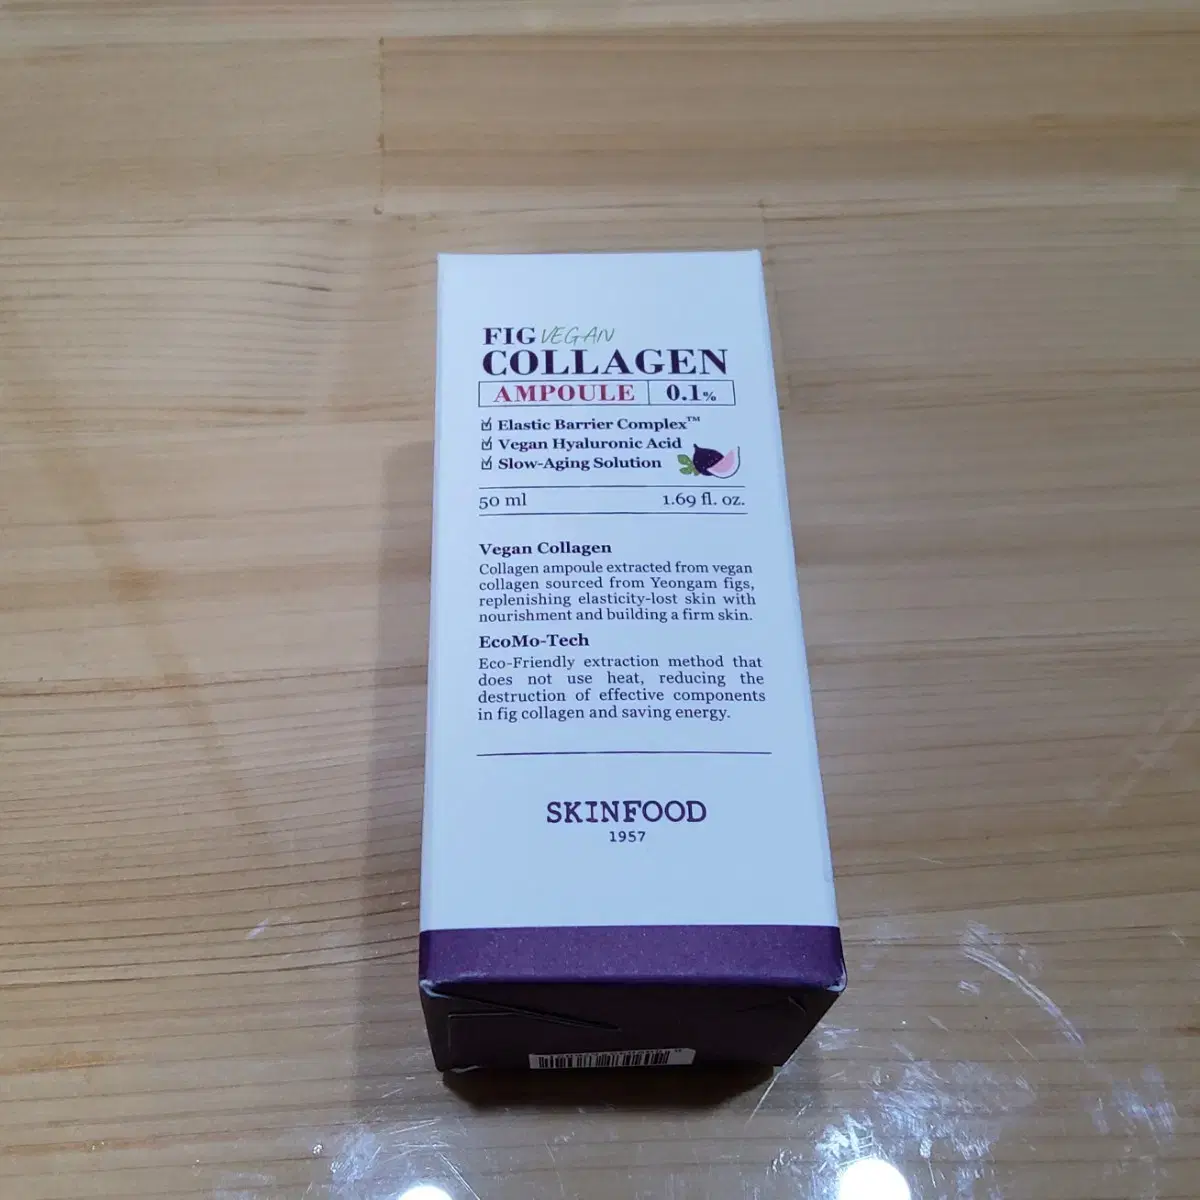 FIG VEGAN
COLLAGEN
AMPOULE 0.1%
Elastic Barrier Complex™
Vegan Hyaluronic Acid
Slow-Aging Solution
50 ml 1.69 fl. oz.
Vegan Collagen
Collagen ampoule extracted from vegan
collagen sourced from Yeongam figs,
replenishing elasticity-lost skin with
nourishment and building a firm skin.
EcoMo-Tech
Eco-Friendly extraction method that
does not use heat, reducing the
destruction of effective components
in fig collagen and saving energy.
SKINFOOD
1957